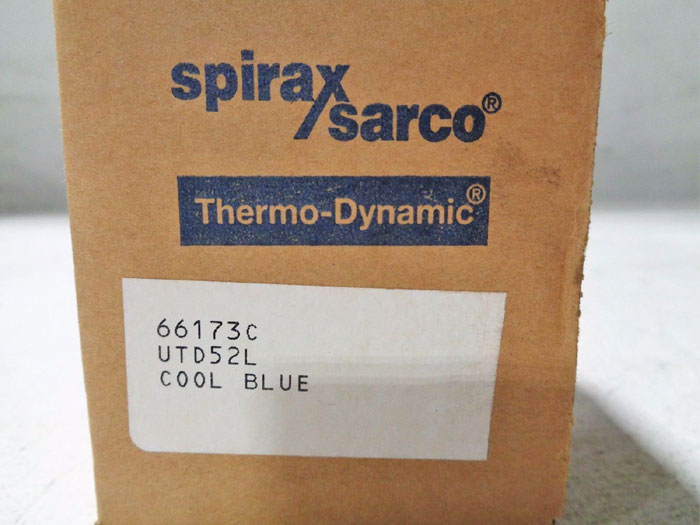 spirax
sarco®
Thermo-Dynamic®
66173C
UTD52L
COOL BLUE